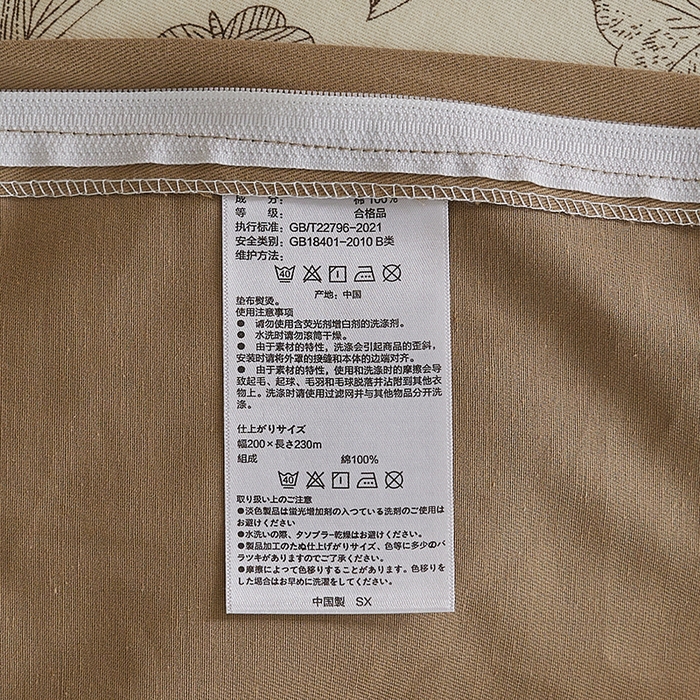 成 分: 棉 100%
等 级: 合格品
执行标准: GB/T22796-2021
安全类别: GB18401-2010 B类
维护方法:
40
产地: 中国
垫布熨烫。
使用注意事项
● 请勿使用含荧光剂增白剂的洗涤剂。
● 水洗时请勿滚筒干燥。
● 由于素材的特性，洗涤会引起商品的歪斜，
安装时请将外罩的接缝和本体的边端对齐。
● 由于素材的特性，使用和洗涤时的摩擦会导
致起毛、起球、毛羽和毛球脱落并沾附到其他衣
物上。洗涤时请使用过滤网并与其他物品分开洗
涤。
仕上がりサイズ
幅200×長さ230m
組成 綿100%
40
取り扱い上のご注意
●淡色製品は蛍光増加剤の入つている洗剤のご使用は
お避けください
●水洗いの際、タソプラー乾燥はお避けください。
●製品加工のたぬ仕上げがりサイズ、色等に多少のバ
ラツキがありますのでご了承ください。
●摩擦によって色移りすることがあります。色移りを
した場合はお早めに洗濯をしてください。
中国製 SX